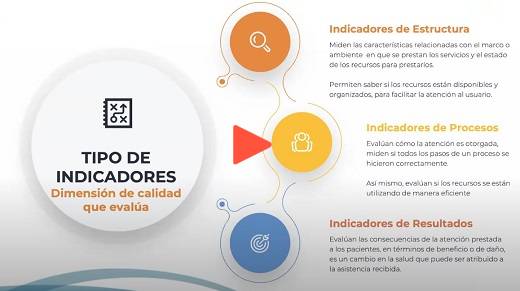 TIPO DE
INDICADORES
Dimensión de calidad
que evalúa
Indicadores de Estructura
Miden las características relacionadas con el marco o
ambiente en que se prestan los servicios y el estado
de los recursos para prestarlos.
Permiten saber si los recursos están disponibles y
organizados, para facilitar la atención al usuario.
Indicadores de Procesos
Evalúan cómo la atención es otorgada,
miden si todos los pasos de un proceso se
hicieron correctamente.
Así mismo, evalúan si los recursos se están
utilizando de manera eficiente
Indicadores de Resultados
Evalúan las consecuencias de la atención prestada
a los pacientes, en términos de beneficio o de daño,
es un cambio en la salud que puede ser atribuido a
la asistencia recibida.